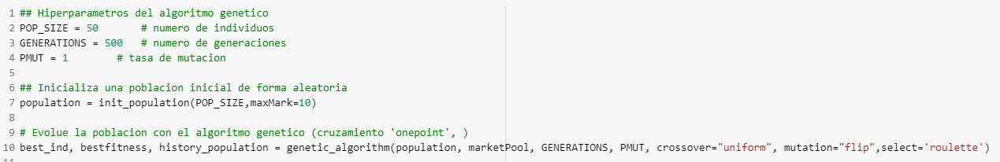 1 ## Hiperparametros del algoritmo genetico
2 POP_SIZE = 50       # numero de individuos
3 GENERATIONS = 500   # numero de generaciones
4 PMUT = 1        # tasa de mutacion
5
6 ## Inicializa una poblacion inicial de forma aleatoria
7 population = init_population(POP_SIZE,maxMark=10)
8
9 # Evolue la poblacion con el algoritmo genetico (cruzamiento 'onepoint', )
10 best_ind, bestfitness, history_population = genetic_algorithm(population, marketPool, GENERATIONS, PMUT, crossover="uniform", mutation="flip",select='roulette')
11